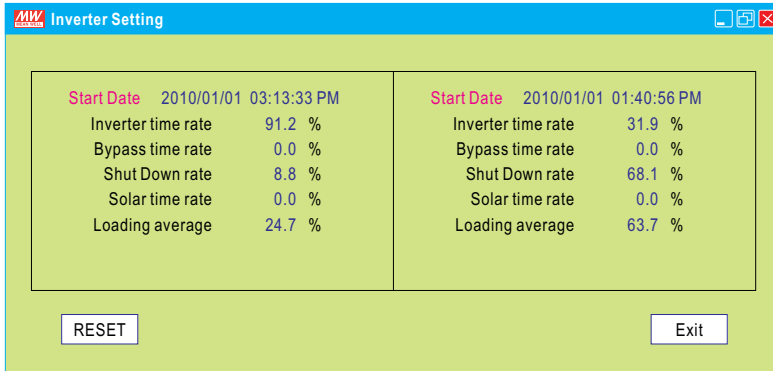 MW MEAN WELL Inverter Setting
Start Date 2010/01/01 03:13:33 PM
Inverter time rate 91.2 %
Bypass time rate 0.0 %
Shut Down rate 8.8 %
Solar time rate 0.0 %
Loading average 24.7 %
Start Date 2010/01/01 01:40:56 PM
Inverter time rate 31.9 %
Bypass time rate 0.0 %
Shut Down rate 68.1 %
Solar time rate 0.0 %
Loading average 63.7 %
RESET
Exit